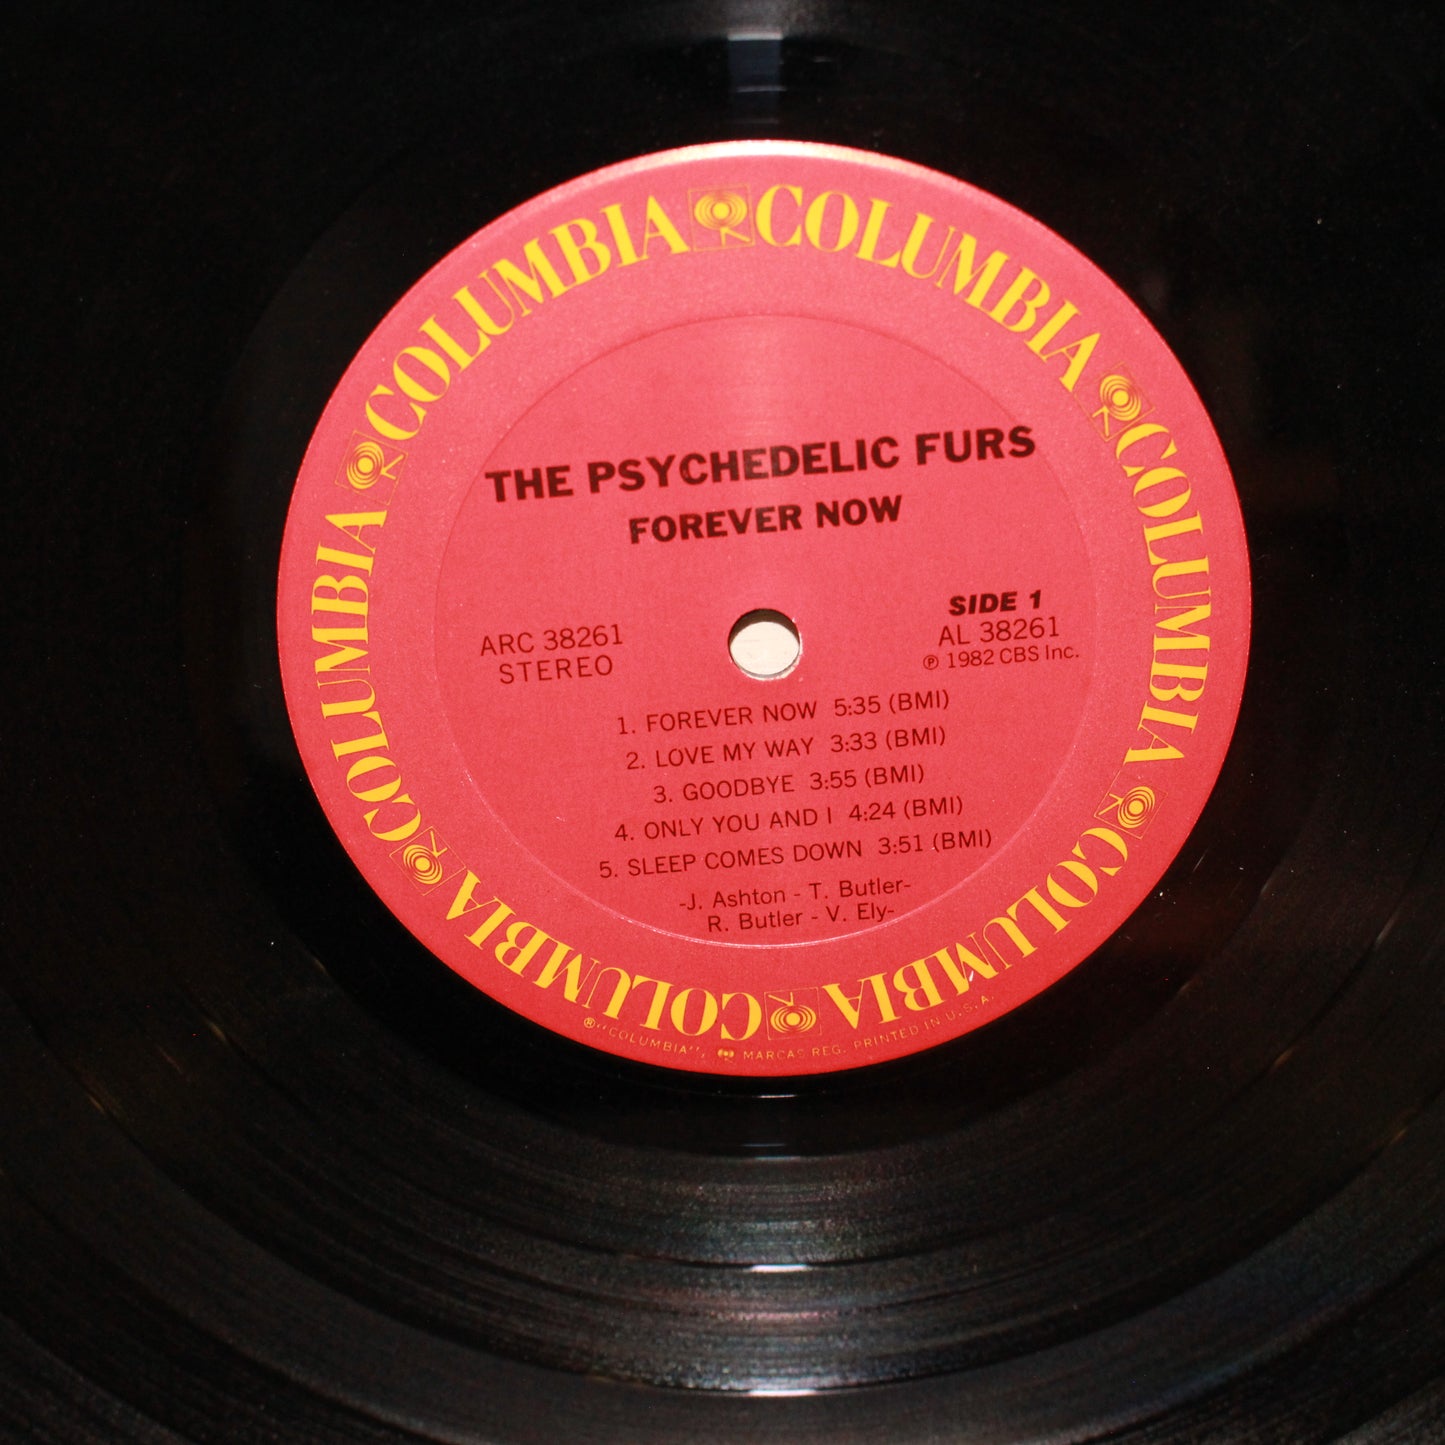 COLUMBIA COLUMBIA COLUMBIA COLUMBIA COLUMBIA COLUMBIA
THE PSYCHEDELIC FURS
FOREVER NOW
ARC 38261
STEREO
SIDE 1
AL 38261
℗ 1982 CBS Inc.
1. FOREVER NOW 5:35 (BMI)
2. LOVE MY WAY 3:33 (BMI)
3. GOODBYE 3:55 (BMI)
4. ONLY YOU AND I 4:24 (BMI)
5. SLEEP COMES DOWN 3:51 (BMI)
-J. Ashton - T. Butler-
R. Butler - V. Ely-
® "COLUMBIA", MARCAS REG. PRINTED IN U.S.A.